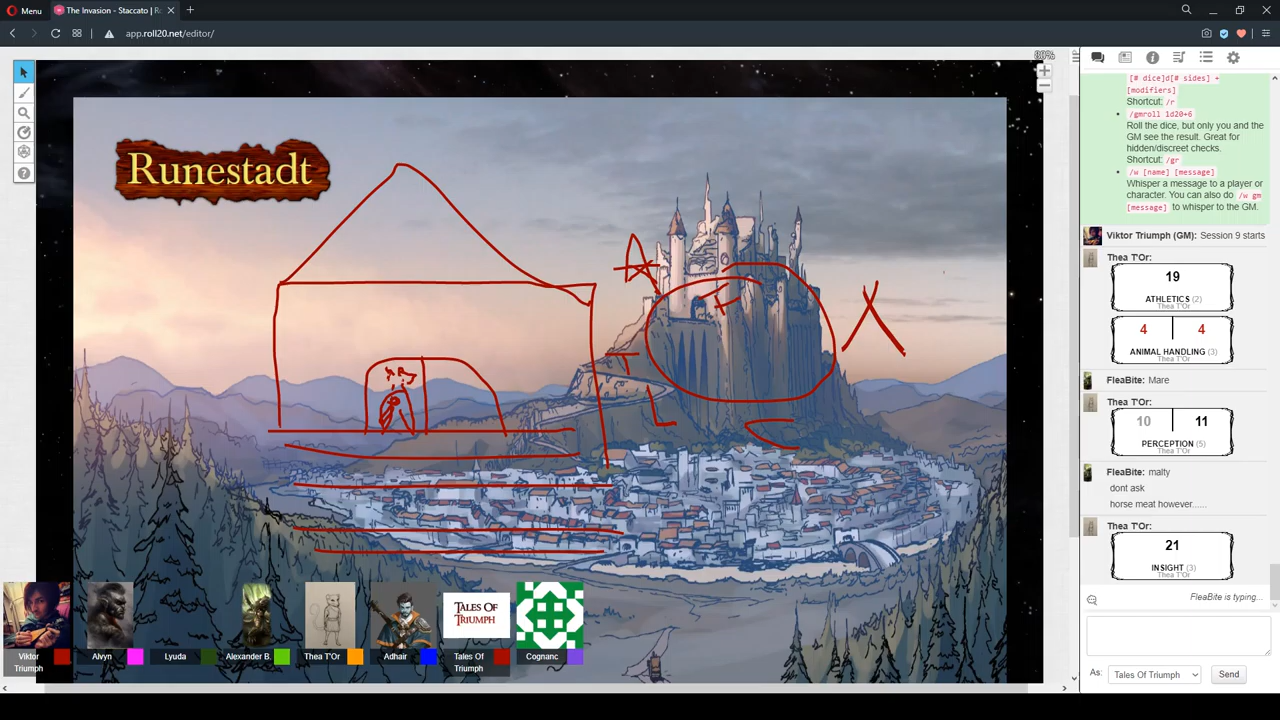 Menu
The Invasion - Staccato | Ro
app.roll20.net/editor/
80%
Runestadt
A
T
X
T
L
[# dice]d[# sides] +
[modifiers]
Shortcut: /r
/gmroll 1d20+6
Roll the dice, but only you and the
GM see the result. Great for
hidden/discreet checks.
Shortcut: /gr
/w [name] [message]
Whisper a message to a player or
character. You can also do /w gm
[message] to whisper to the GM.
Viktor Triumph (GM): Session 9 starts
Thea T'Or:
19
ATHLETICS (2)
Thea T'Or
4 4
ANIMAL HANDLING (3)
Thea T'Or
FleaBite: Mare
Thea T'Or:
10 11
PERCEPTION (5)
Thea T'Or
FleaBite: malty
dont ask
horse meat however......
Thea T'Or:
21
INSIGHT (3)
Thea T'Or
FleaBite is typing...
As: Tales Of Triumph
Send
TALES OF
TRIUMPH
Viktor
Triumph
Alvyn
Lyuda
Alexander B.
Thea T'Or
Adhair
Tales Of
Triumph
Cognanc